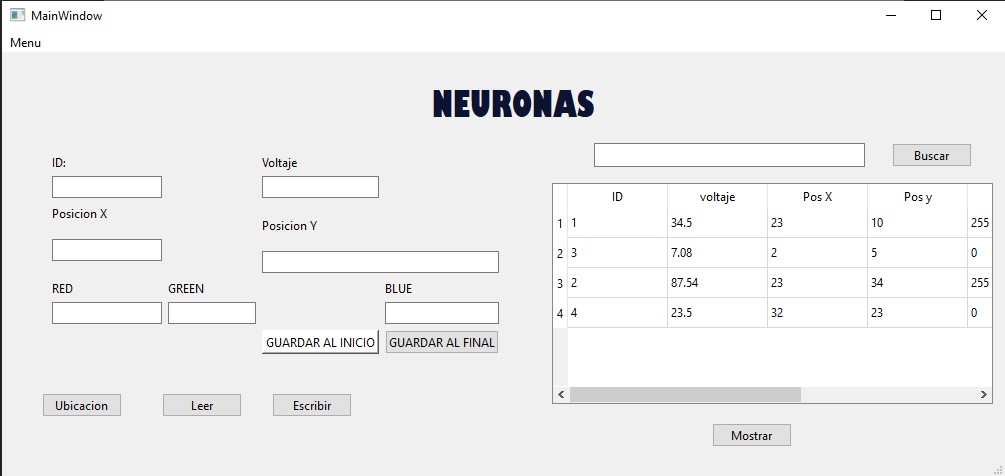 MainWindow
Menu
NEURONAS
ID:
Voltaje
Posicion X
Posicion Y
RED GREEN BLUE
GUARDAR AL INICIO GUARDAR AL FINAL
Ubicacion Leer Escribir
Buscar
ID voltaje Pos X Pos y
1 1 34.5 23 10 255
2 3 7.08 2 5 0
3 2 87.54 23 34 255
4 4 23.5 32 23 0
Mostrar